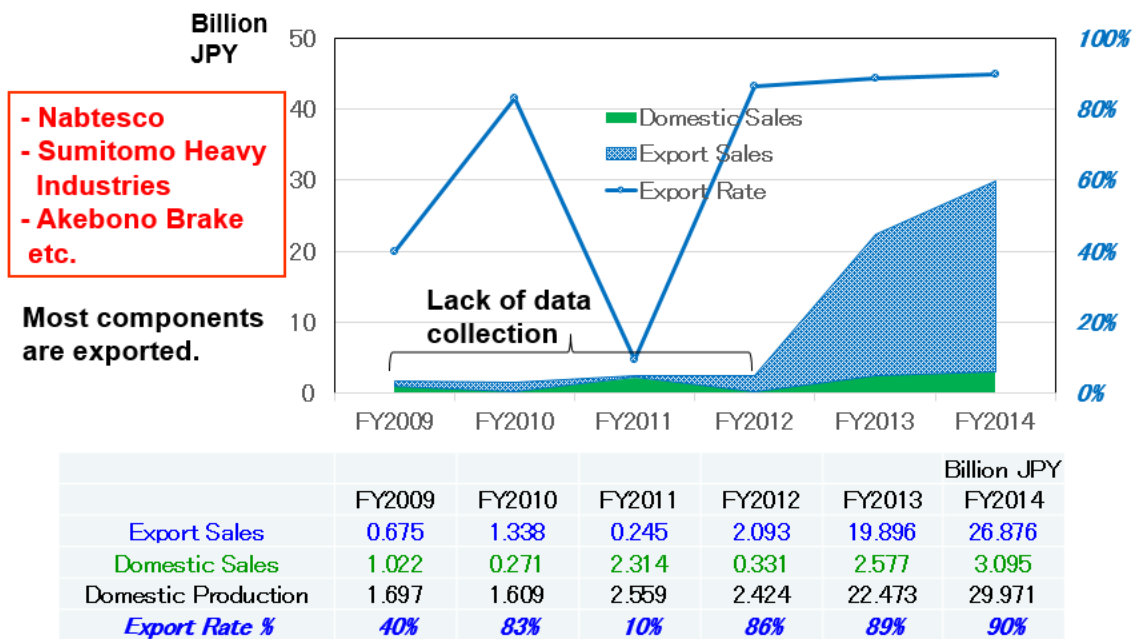 Billion
JPY
50
40
30
20
10
0
100%
80%
60%
40%
20%
0%
- Nabtesco
- Sumitomo Heavy
Industries
- Akebono Brake
etc.
Most components
are exported.
Domestic Sales
Export Sales
Export Rate
Lack of data
collection
FY2009 FY2010 FY2011 FY2012 FY2013 FY2014
Billion JPY
FY2009 FY2010 FY2011 FY2012 FY2013 FY2014
Export Sales 0.675 1.338 0.245 2.093 19.896 26.876
Domestic Sales 1.022 0.271 2.314 0.331 2.577 3.095
Domestic Production 1.697 1.609 2.559 2.424 22.473 29.971
Export Rate % 40% 83% 10% 86% 89% 90%